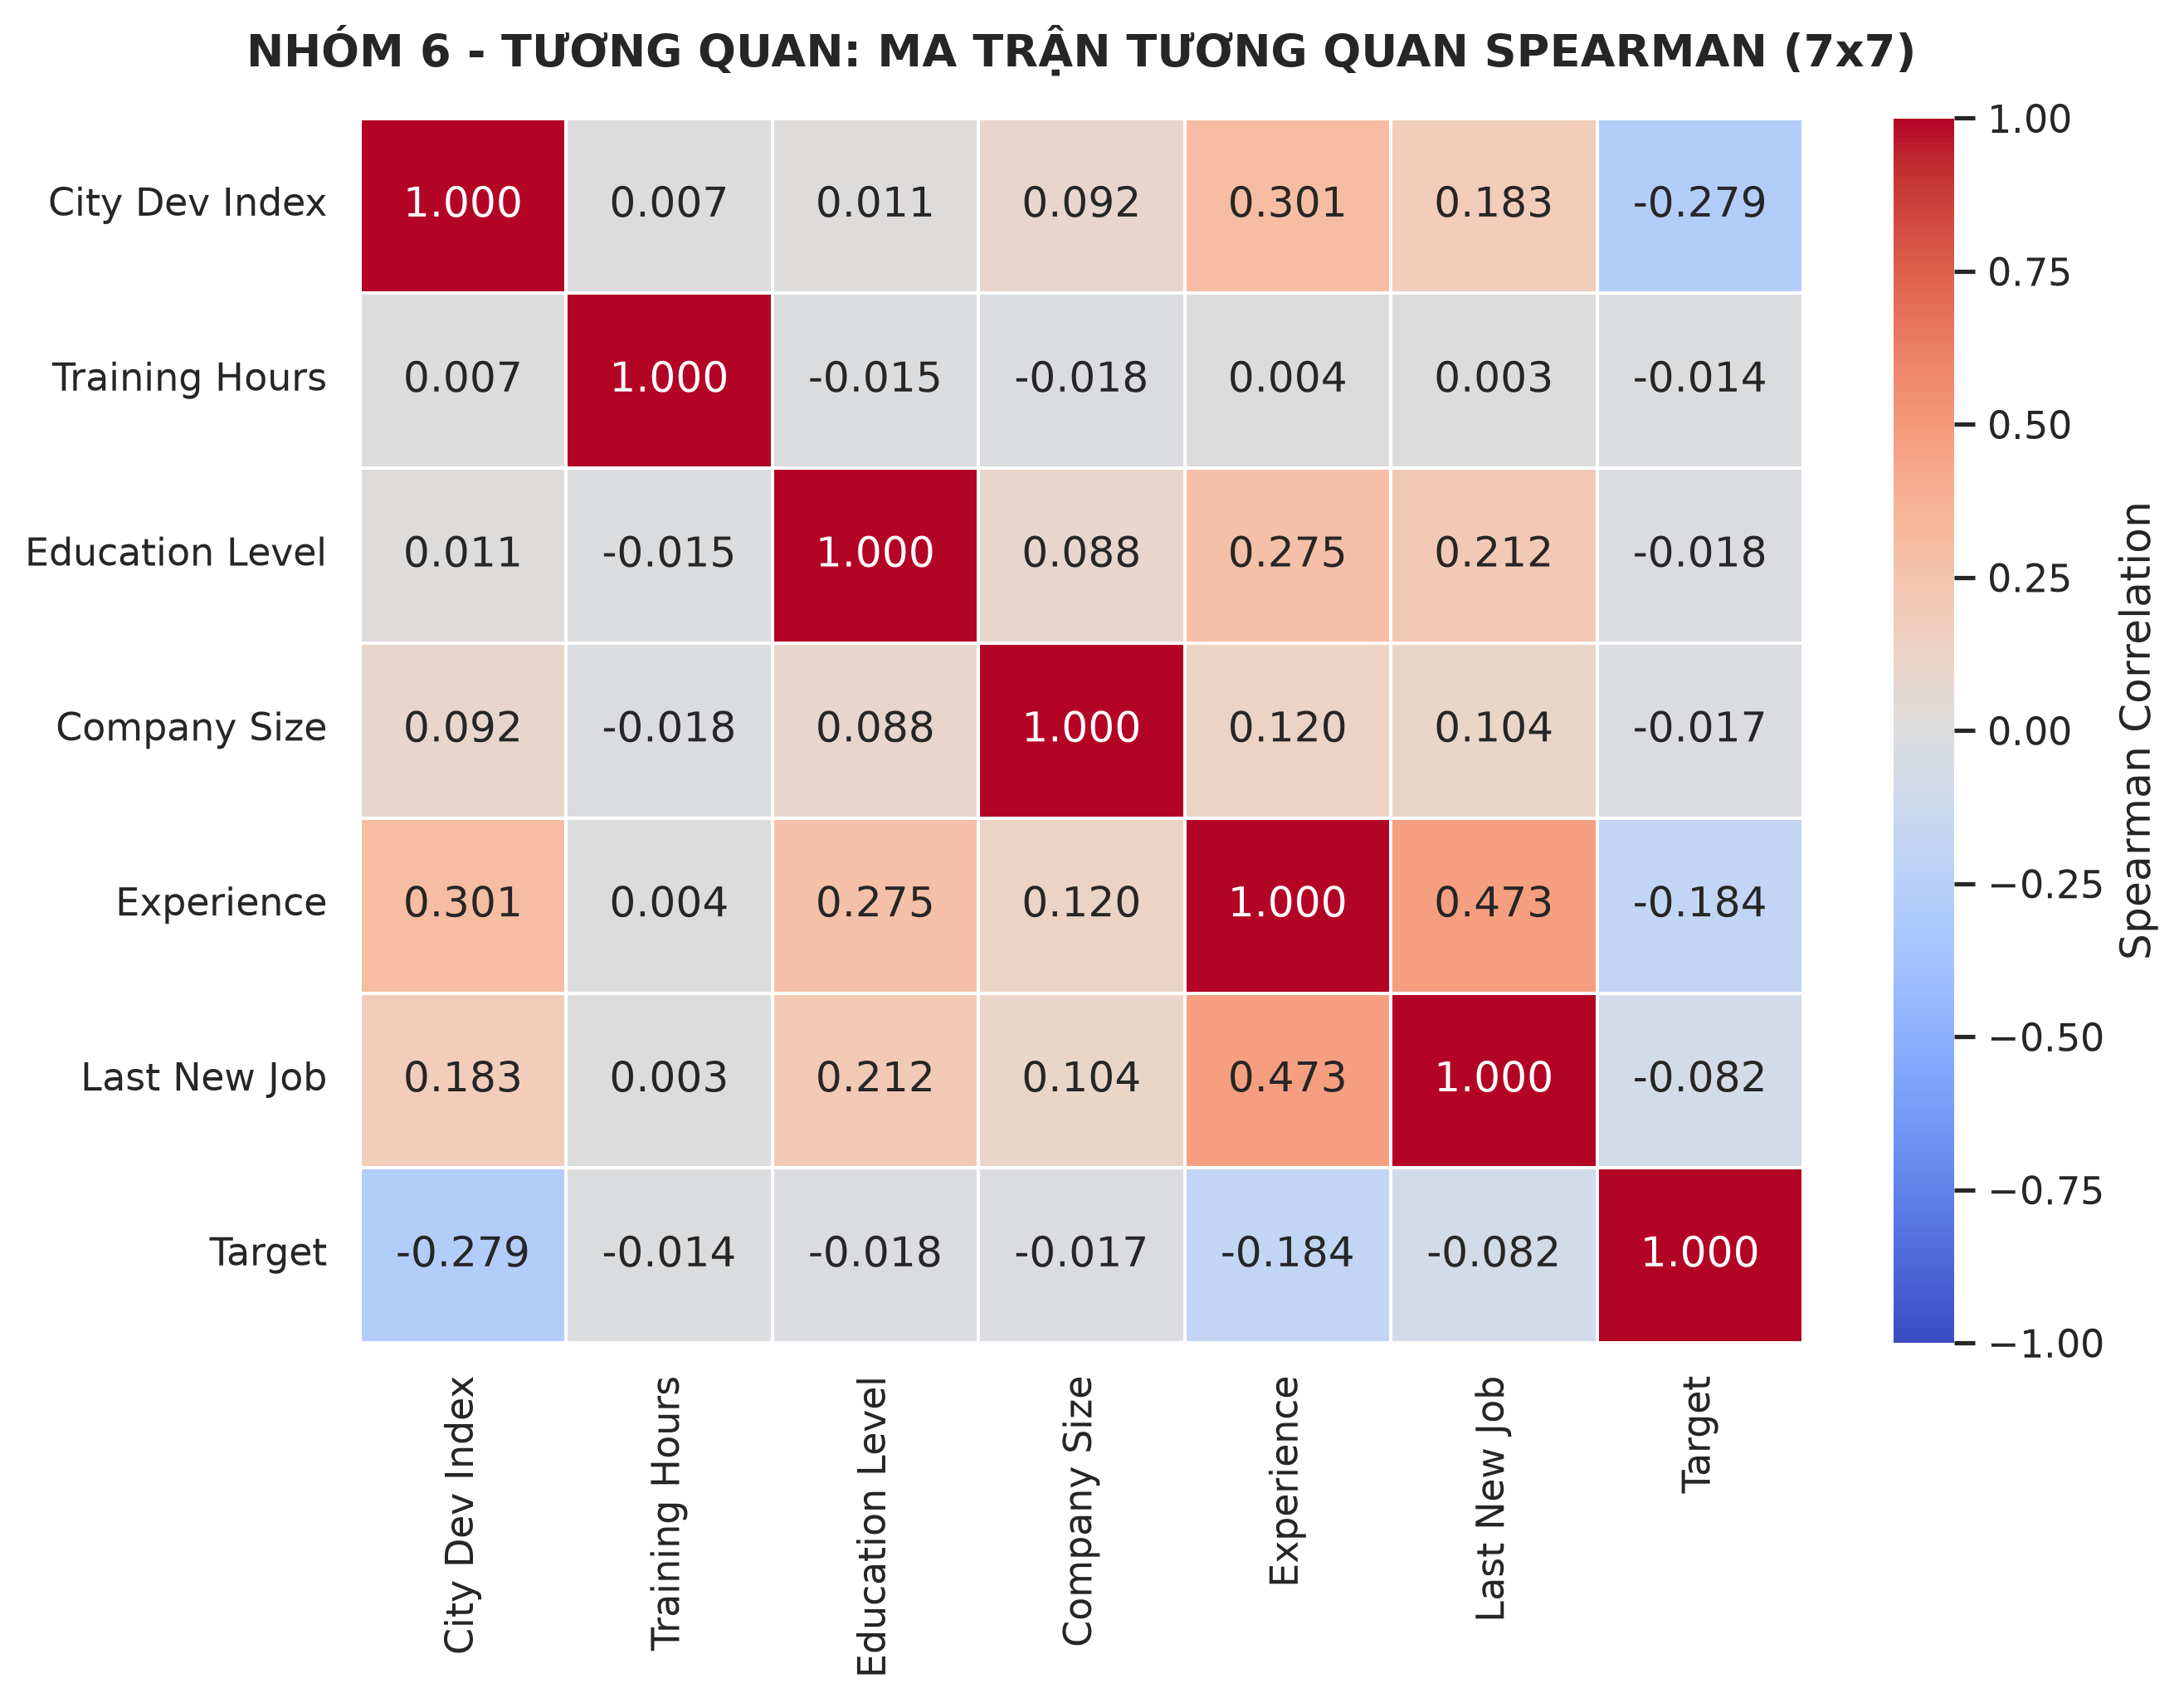 NHÓM 6 - TƯƠNG QUAN: MA TRẬN TƯƠNG QUAN SPEARMAN (7x7)
City Dev Index 1.000 0.007 0.011 0.092 0.301 0.183 -0.279
Training Hours 0.007 1.000 -0.015 -0.018 0.004 0.003 -0.014
Education Level 0.011 -0.015 1.000 0.088 0.275 0.212 -0.018
Company Size 0.092 -0.018 0.088 1.000 0.120 0.104 -0.017
Experience 0.301 0.004 0.275 0.120 1.000 0.473 -0.184
Last New Job 0.183 0.003 0.212 0.104 0.473 1.000 -0.082
Target -0.279 -0.014 -0.018 -0.017 -0.184 -0.082 1.000
City Dev Index
Training Hours
Education Level
Company Size
Experience
Last New Job
Target
1.00
0.75
0.50
0.25
0.00
−0.25
−0.50
−0.75
−1.00
Spearman Correlation